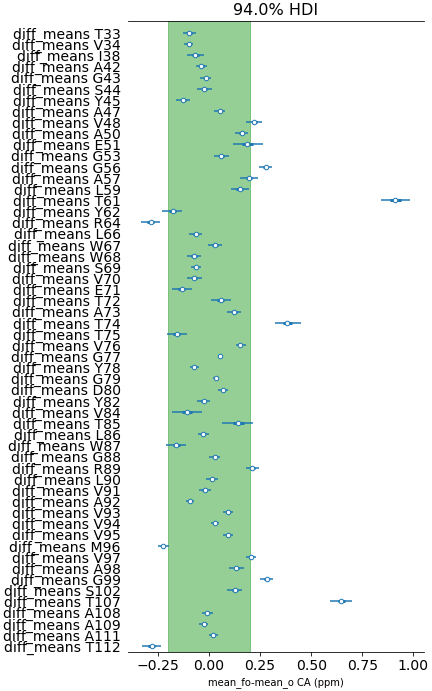 94.0% HDI
diff_means T33
diff_means V34
diff_means I38
diff_means A42
diff_means G43
diff_means S44
diff_means Y45
diff_means A47
diff_means V48
diff_means A50
diff_means E51
diff_means G53
diff_means G56
diff_means A57
diff_means L59
diff_means T61
diff_means Y62
diff_means R64
diff_means L66
diff_means W67
diff_means W68
diff_means S69
diff_means V70
diff_means E71
diff_means T72
diff_means A73
diff_means T74
diff_means T75
diff_means V76
diff_means G77
diff_means Y78
diff_means G79
diff_means D80
diff_means Y82
diff_means V84
diff_means T85
diff_means L86
diff_means W87
diff_means G88
diff_means R89
diff_means L90
diff_means V91
diff_means A92
diff_means V93
diff_means V94
diff_means V95
diff_means M96
diff_means V97
diff_means A98
diff_means G99
diff_means S102
diff_means T107
diff_means A108
diff_means A109
diff_means A111
diff_means T112
−0.25 0.00 0.25 0.50 0.75 1.00
mean_fo-mean_o CA (ppm)